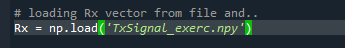 # loading Rx vector from file and..
Rx = np.load('TxSignal_exerc.npy')